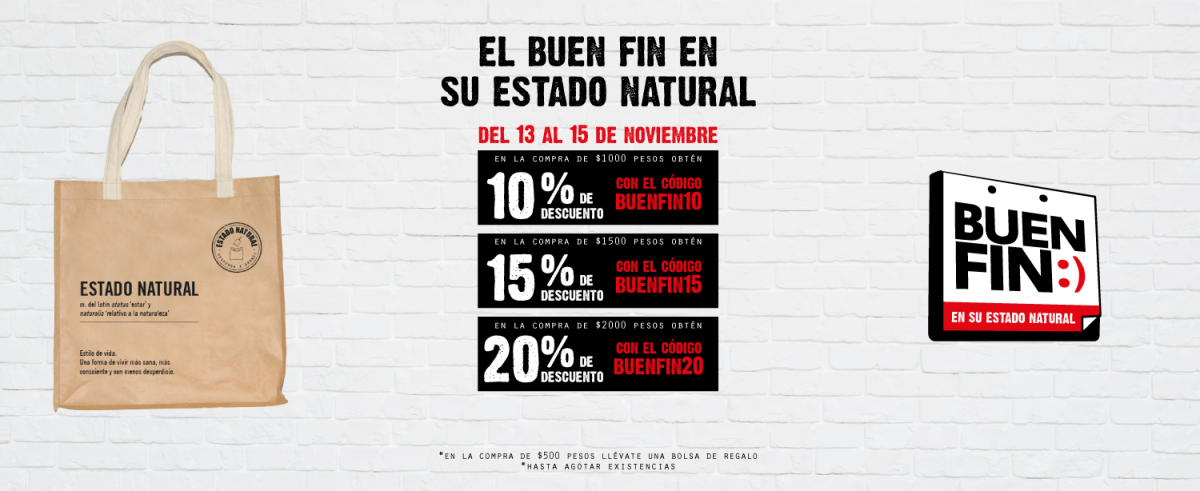 EL BUEN FIN EN
SU ESTADO NATURAL
DEL 13 AL 15 DE NOVIEMBRE
EN LA COMPRA DE $1000 PESOS OBTÉN
10% DE DESCUENTO
CON EL CÓDIGO
BUENFIN10
EN LA COMPRA DE $1500 PESOS OBTÉN
15% DE DESCUENTO
CON EL CÓDIGO
BUENFIN15
EN LA COMPRA DE $2000 PESOS OBTÉN
20% DE DESCUENTO
CON EL CÓDIGO
BUENFIN20
ESTADO NATURAL
ESTADO NATURAL
m. del latín status 'estar' y
naturalis 'relativo a la naturaleza'
Estilo de vida.
Una forma de vivir más sana, más
consciente y con menos desperdicio.
BUEN
FIN:)
EN SU ESTADO NATURAL
*EN LA COMPRA DE $500 PESOS LLÉVATE UNA BOLSA DE REGALO
*HASTA AGOTAR EXISTENCIAS